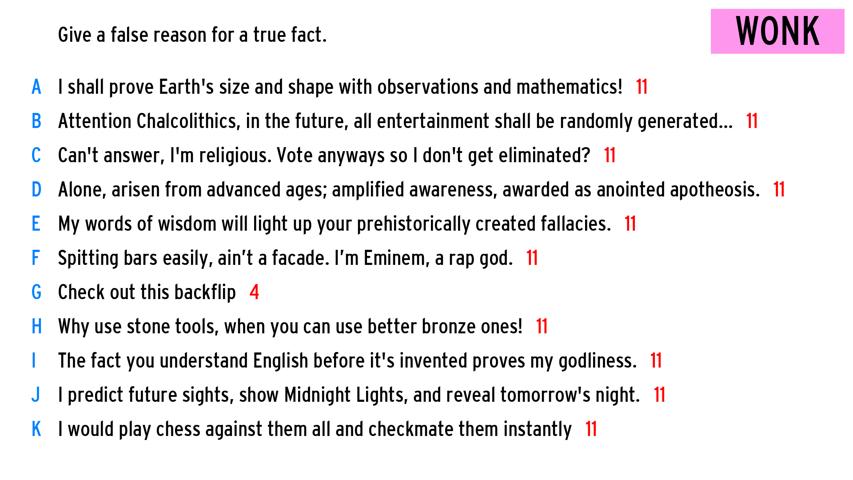 Give a false reason for a true fact.
WONK
A I shall prove Earth's size and shape with observations and mathematics! 11
B Attention Chalcolithics, in the future, all entertainment shall be randomly generated... 11
C Can't answer, I'm religious. Vote anyways so I don't get eliminated? 11
D Alone, arisen from advanced ages; amplified awareness, awarded as anointed apotheosis. 11
E My words of wisdom will light up your prehistorically created fallacies. 11
F Spitting bars easily, ain’t a facade. I’m Eminem, a rap god. 11
G Check out this backflip 4
H Why use stone tools, when you can use better bronze ones! 11
I The fact you understand English before it's invented proves my godliness. 11
J I predict future sights, show Midnight Lights, and reveal tomorrow's night. 11
K I would play chess against them all and checkmate them instantly 11